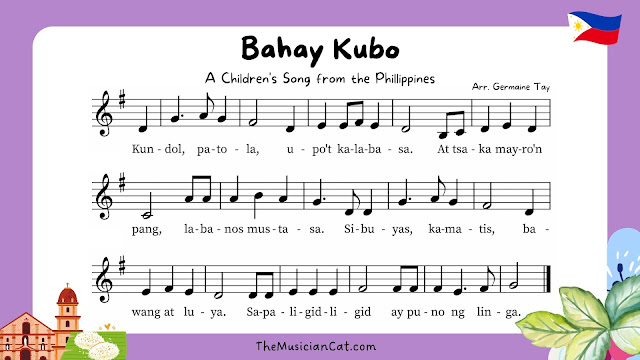 Bahay Kubo
A Children's Song from the Phillippines
Arr. Germaine Tay
Kun - dol, pa - to - la, u - po't ka - la - ba - sa. At tsa - ka may - ro'n
pang, la - ba - nos mus - ta - sa. Si - bu - yas, ka - ma - tis, ba -
wang at lu - ya. Sa - pa - li - gid - li - gid ay pu - no ng lin - ga.
TheMusicianCat.com